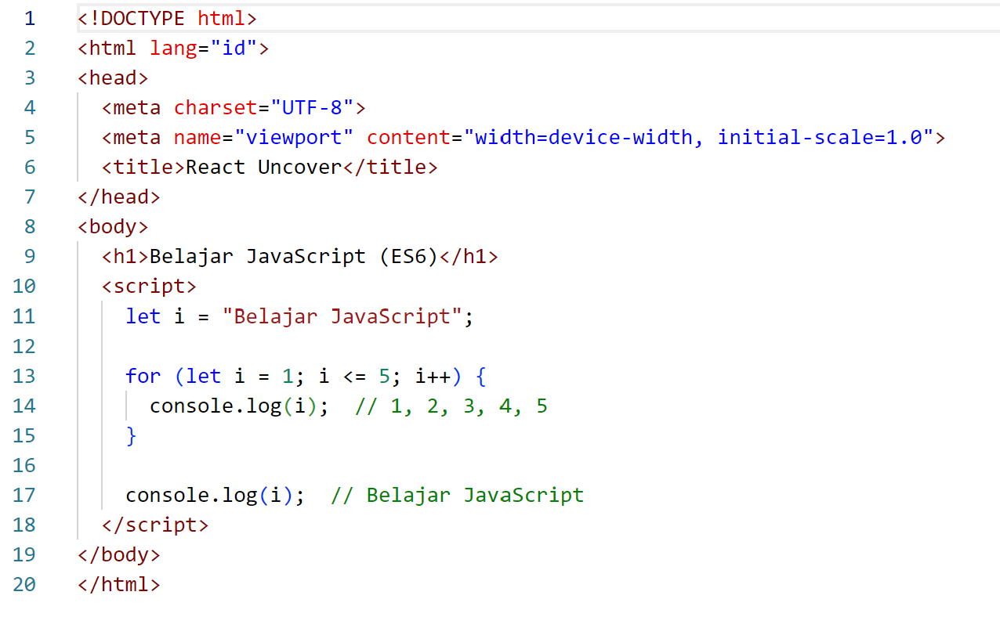 1 <!DOCTYPE html>
2 <html lang="id">
3 <head>
4   <meta charset="UTF-8">
5   <meta name="viewport" content="width=device-width, initial-scale=1.0">
6   <title>React Uncover</title>
7 </head>
8 <body>
9   <h1>Belajar JavaScript (ES6)</h1>
10   <script>
11     let i = "Belajar JavaScript";
12
13     for (let i = 1; i <= 5; i++) {
14       console.log(i);  // 1, 2, 3, 4, 5
15     }
16
17     console.log(i);  // Belajar JavaScript
18   </script>
19 </body>
20 </html>